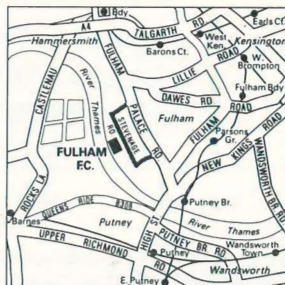 Bdy
A4
TALGARTH RD
Earls Ct.
Hammersmith
Barons Ct.
West
Ken.
Kensington
CASTLENAU
FULHAM
PALACE
RD
LILLIE
ROAD
W.
Brompton
River
Thames
DAWES RD
Fulham Bdy
Fulham
FULHAM
ROAD
STEVENAGE
RD
Parsons
Gr.
FULHAM
F.C.
NEW
KINGS
ROAD
WANDSWORTH BR. RD
ROCKS LA
QUEENS RIDE
B306
Putney Br.
Barnes
Putney
River
Thames
UPPER RICHMOND
RD
HIGH ST
PUTNEY BR. RD
Putney
Wandsworth
Town
Wandsworth
E. Putney